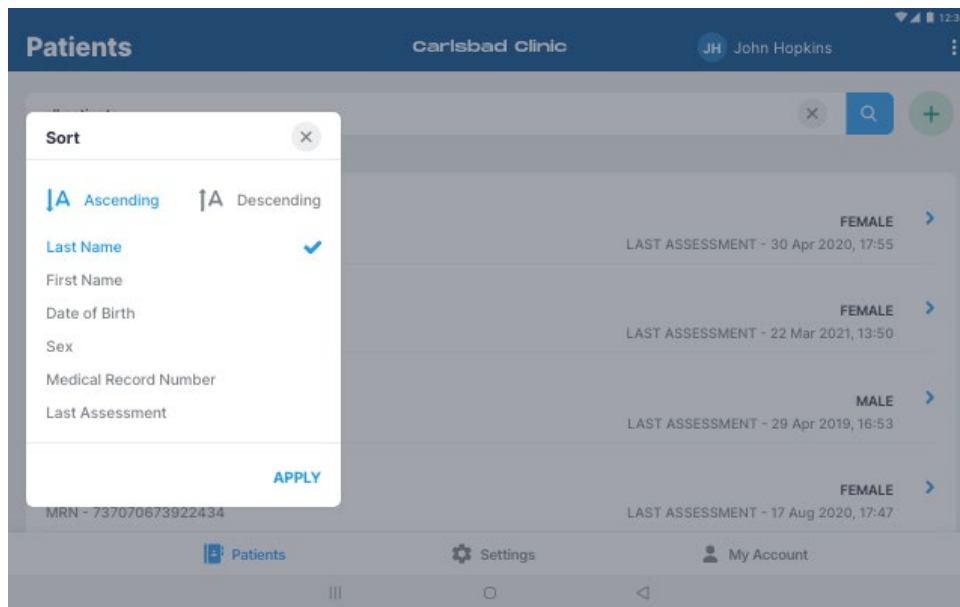 12:3
Patients
Carlsbad Clinic
JH John Hopkins
Sort
Ascending
Descending
Last Name
First Name
Date of Birth
Sex
Medical Record Number
Last Assessment
APPLY
FEMALE
LAST ASSESSMENT - 30 Apr 2020, 17:55
FEMALE
LAST ASSESSMENT - 22 Mar 2021, 13:50
MALE
LAST ASSESSMENT - 29 Apr 2019, 16:53
FEMALE
MRN - 737070673922434
LAST ASSESSMENT - 17 Aug 2020, 17:47
Patients
Settings
My Account